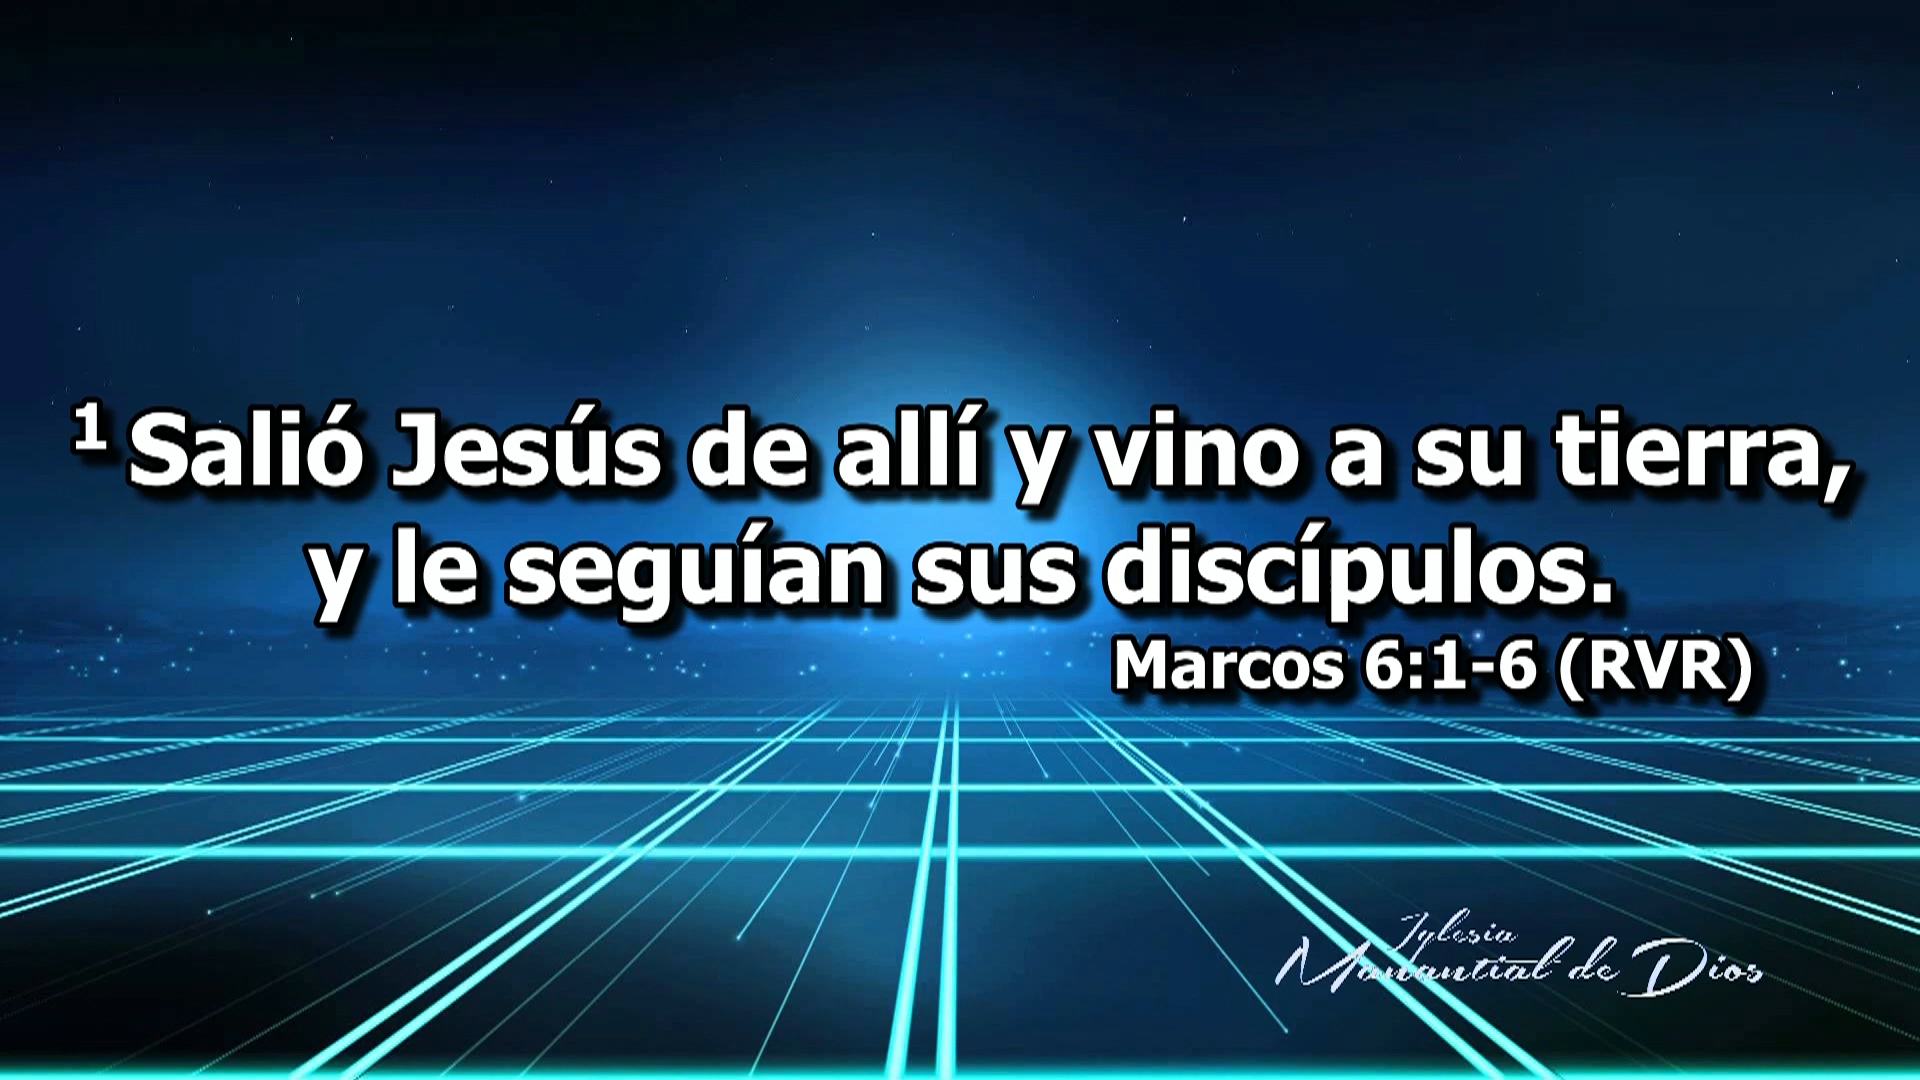 1 Salió Jesús de allí y vino a su tierra,
y le seguían sus discípulos.
Marcos 6:1-6 (RVR)
Iglesia
Manantial de Dios